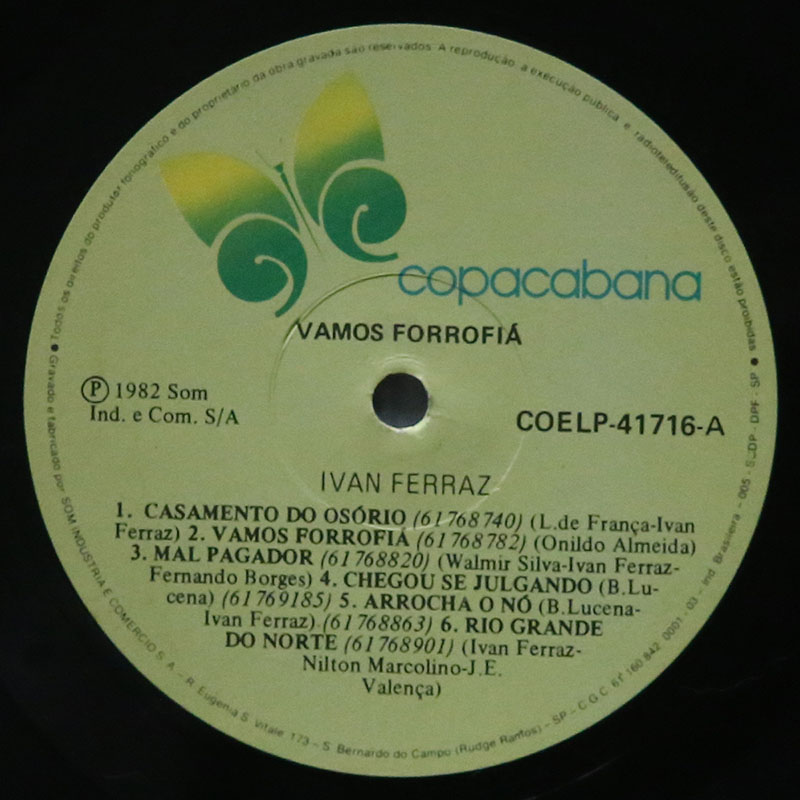 Todos os direitos do produtor fonográfico e do proprietário da obra gravada são reservados. A reprodução, a execução pública e radioteledifusão deste disco estão proibidas
copacabana
VAMOS FORROFIÁ
Ⓟ 1982 Som
Ind. e Com. S/A
COELP-41716-A
IVAN FERRAZ
1. CASAMENTO DO OSÓRIO (61768740) (L.de França-Ivan
Ferraz) 2. VAMOS FORROFIÁ (61768782) (Onildo Almeida)
3. MAL PAGADOR (61768820) (Walmir Silva-Ivan Ferraz-
Fernando Borges) 4. CHEGOU SE JULGANDO (B.Lu-
cena) (61769185) 5. ARROCHA O NÓ (B.Lucena-
Ivan Ferraz) (61768863) 6. RIO GRANDE
DO NORTE (61768901) (Ivan Ferraz-
Nilton Marcolino-J.E.
Valença)
● Gravado e fabricado por SOM INDUSTRIA E COMERCIO S. A. – R. Eugenia S. Vitale 173 – S. Bernardo do Campo (Rudge Ramos) – SP – C G C 61 160 842 0001 03 – Ind. Brasileira – 005 - DPF - SP ●